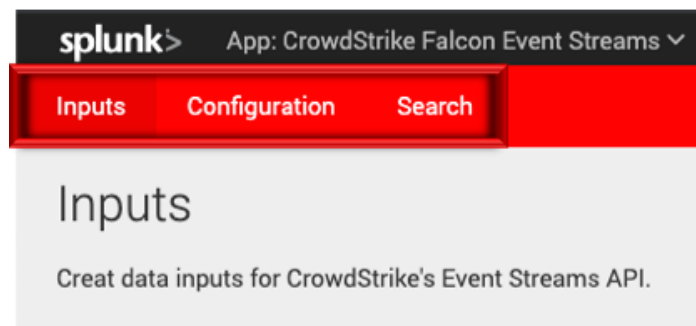 splunk> App: CrowdStrike Falcon Event Streams
Inputs Configuration Search
Inputs
Creat data inputs for CrowdStrike's Event Streams API.